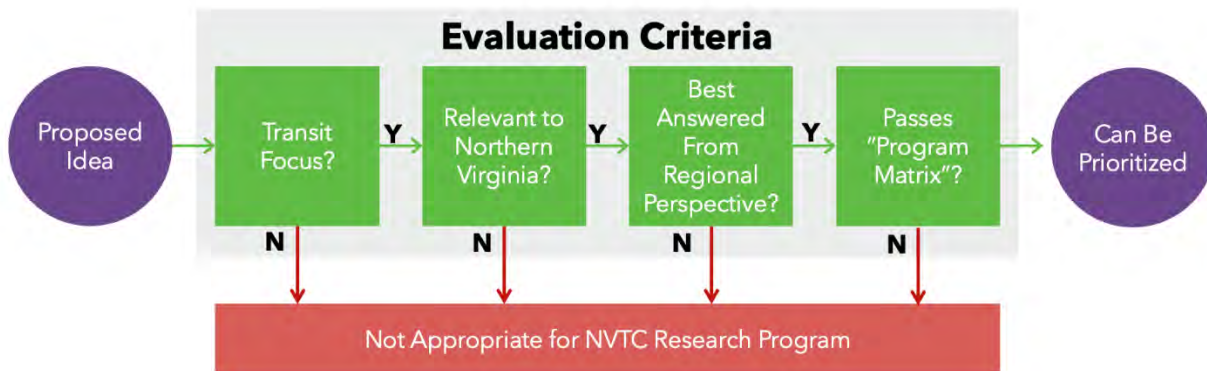 Evaluation Criteria
Proposed
Idea
Transit
Focus?
Y
Relevant to
Northern
Virginia?
Y
Best
Answered
From
Regional
Perspective?
Y
Passes
"Program
Matrix"?
Can Be
Prioritized
N
N
N
N
Not Appropriate for NVTC Research Program